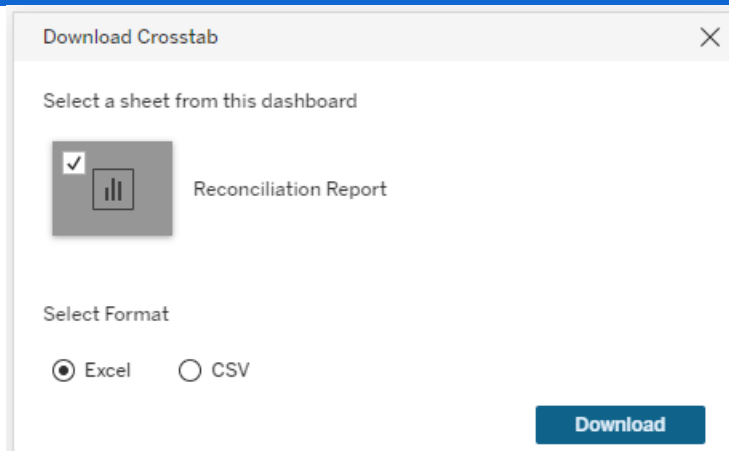 Download Crosstab
Select a sheet from this dashboard
Reconciliation Report
Select Format
Excel
CSV
Download